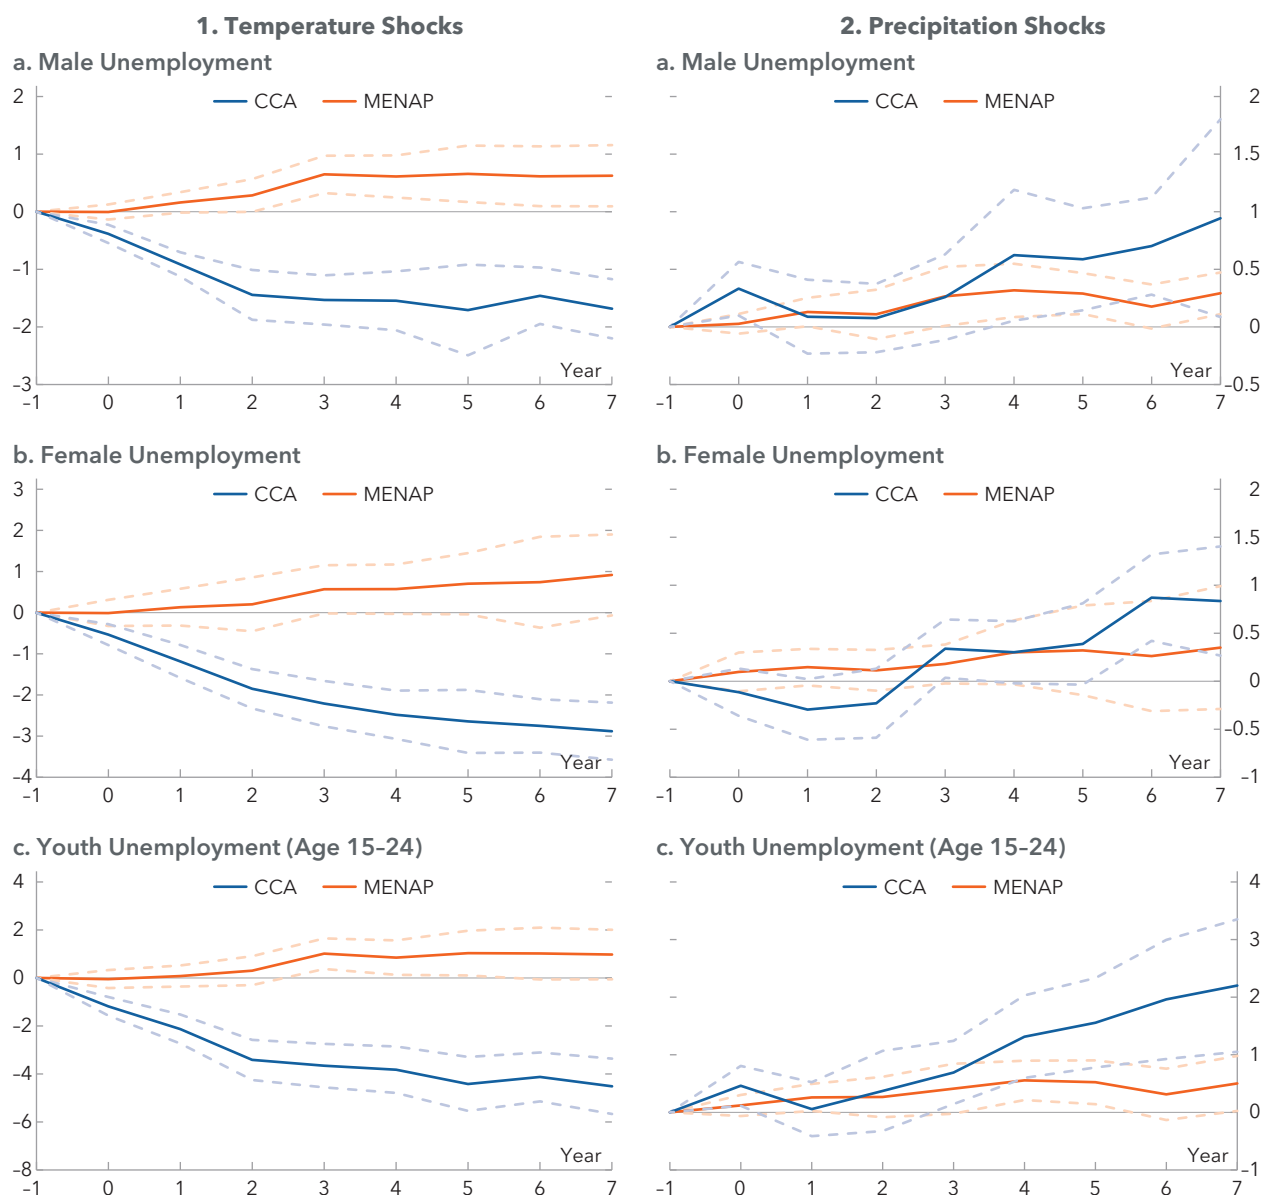 1. Temperature Shocks
a. Male Unemployment
CCA MENAP
2
1
0
–1
–2
–3
Year
–1 0 1 2 3 4 5 6 7
b. Female Unemployment
CCA MENAP
3
2
1
0
–1
–2
–3
–4
Year
–1 0 1 2 3 4 5 6 7
c. Youth Unemployment (Age 15–24)
CCA MENAP
4
2
0
–2
–4
–6
–8
Year
–1 0 1 2 3 4 5 6 7
2. Precipitation Shocks
a. Male Unemployment
CCA MENAP
2
1.5
1
0.5
0
–0.5
Year
–1 0 1 2 3 4 5 6 7
b. Female Unemployment
CCA MENAP
2
1.5
1
0.5
0
–0.5
–1
Year
–1 0 1 2 3 4 5 6 7
c. Youth Unemployment (Age 15–24)
CCA MENAP
4
3
2
1
0
–1
Year
–1 0 1 2 3 4 5 6 7